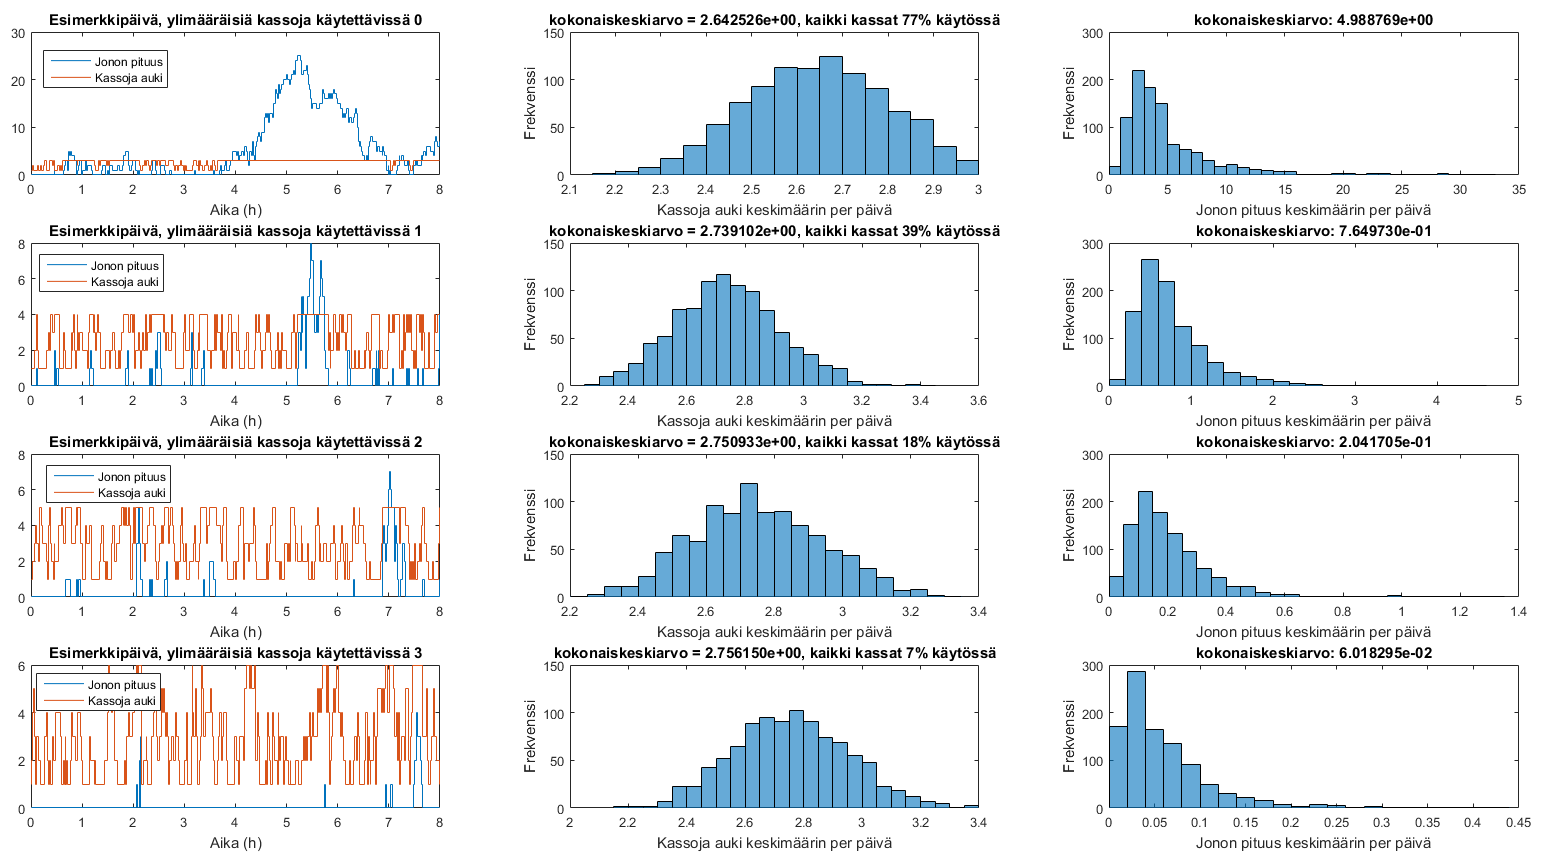 Esimerkkipäivä, ylimääräisiä kassoja käytettävissä 0
30
20
10
0
Jonon pituus
Kassoja auki
0 1 2 3 4 5 6 7 8
Aika (h)
kokonaiskeskiarvo = 2.642526e+00, kaikki kassat 77% käytössä
150
100
50
0
Frekvenssi
2.1 2.2 2.3 2.4 2.5 2.6 2.7 2.8 2.9 3
Kassoja auki keskimäärin per päivä
kokonaiskeskiarvo: 4.988769e+00
300
200
100
0
Frekvenssi
0 5 10 15 20 25 30 35
Jonon pituus keskimäärin per päivä
Esimerkkipäivä, ylimääräisiä kassoja käytettävissä 1
8
6
4
2
0
Jonon pituus
Kassoja auki
0 1 2 3 4 5 6 7 8
Aika (h)
kokonaiskeskiarvo = 2.739102e+00, kaikki kassat 39% käytössä
150
100
50
0
Frekvenssi
2.2 2.4 2.6 2.8 3 3.2 3.4 3.6
Kassoja auki keskimäärin per päivä
kokonaiskeskiarvo: 7.649730e-01
300
200
100
0
Frekvenssi
0 1 2 3 4 5
Jonon pituus keskimäärin per päivä
Esimerkkipäivä, ylimääräisiä kassoja käytettävissä 2
8
6
4
2
0
Jonon pituus
Kassoja auki
0 1 2 3 4 5 6 7 8
Aika (h)
kokonaiskeskiarvo = 2.750933e+00, kaikki kassat 18% käytössä
150
100
50
0
Frekvenssi
2.2 2.4 2.6 2.8 3 3.2 3.4
Kassoja auki keskimäärin per päivä
kokonaiskeskiarvo: 2.041705e-01
300
200
100
0
Frekvenssi
0 0.2 0.4 0.6 0.8 1 1.2 1.4
Jonon pituus keskimäärin per päivä
Esimerkkipäivä, ylimääräisiä kassoja käytettävissä 3
6
4
2
0
Jonon pituus
Kassoja auki
0 1 2 3 4 5 6 7 8
Aika (h)
kokonaiskeskiarvo = 2.756150e+00, kaikki kassat 7% käytössä
150
100
50
0
Frekvenssi
2 2.2 2.4 2.6 2.8 3 3.2 3.4
Kassoja auki keskimäärin per päivä
kokonaiskeskiarvo: 6.018295e-02
300
200
100
0
Frekvenssi
0 0.05 0.1 0.15 0.2 0.25 0.3 0.35 0.4 0.45
Jonon pituus keskimäärin per päivä